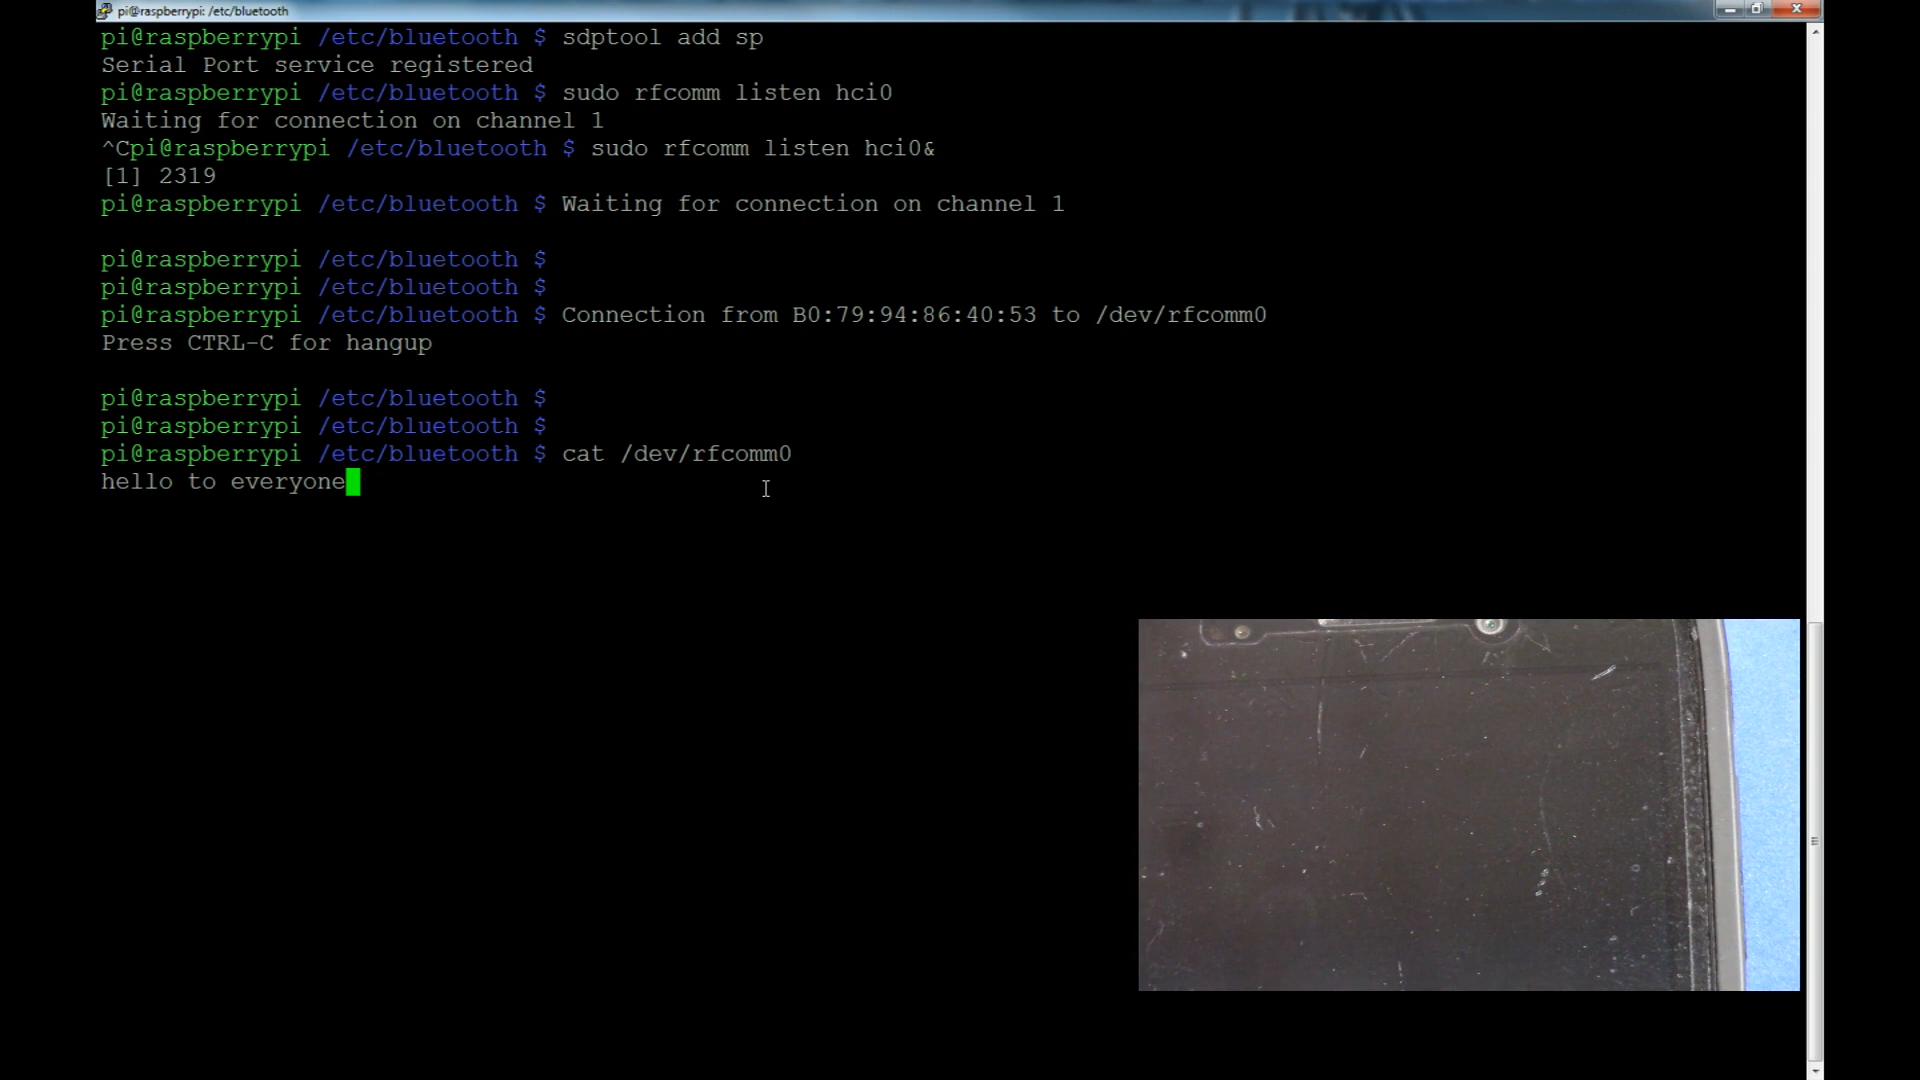 pi@raspberrypi: /etc/bluetooth
pi@raspberrypi /etc/bluetooth $ sdptool add sp
Serial Port service registered
pi@raspberrypi /etc/bluetooth $ sudo rfcomm listen hci0
Waiting for connection on channel 1
^Cpi@raspberrypi /etc/bluetooth $ sudo rfcomm listen hci0&
[1] 2319
pi@raspberrypi /etc/bluetooth $ Waiting for connection on channel 1
pi@raspberrypi /etc/bluetooth $
pi@raspberrypi /etc/bluetooth $
pi@raspberrypi /etc/bluetooth $ Connection from B0:79:94:86:40:53 to /dev/rfcomm0
Press CTRL-C for hangup
pi@raspberrypi /etc/bluetooth $
pi@raspberrypi /etc/bluetooth $
pi@raspberrypi /etc/bluetooth $ cat /dev/rfcomm0
hello to everyone